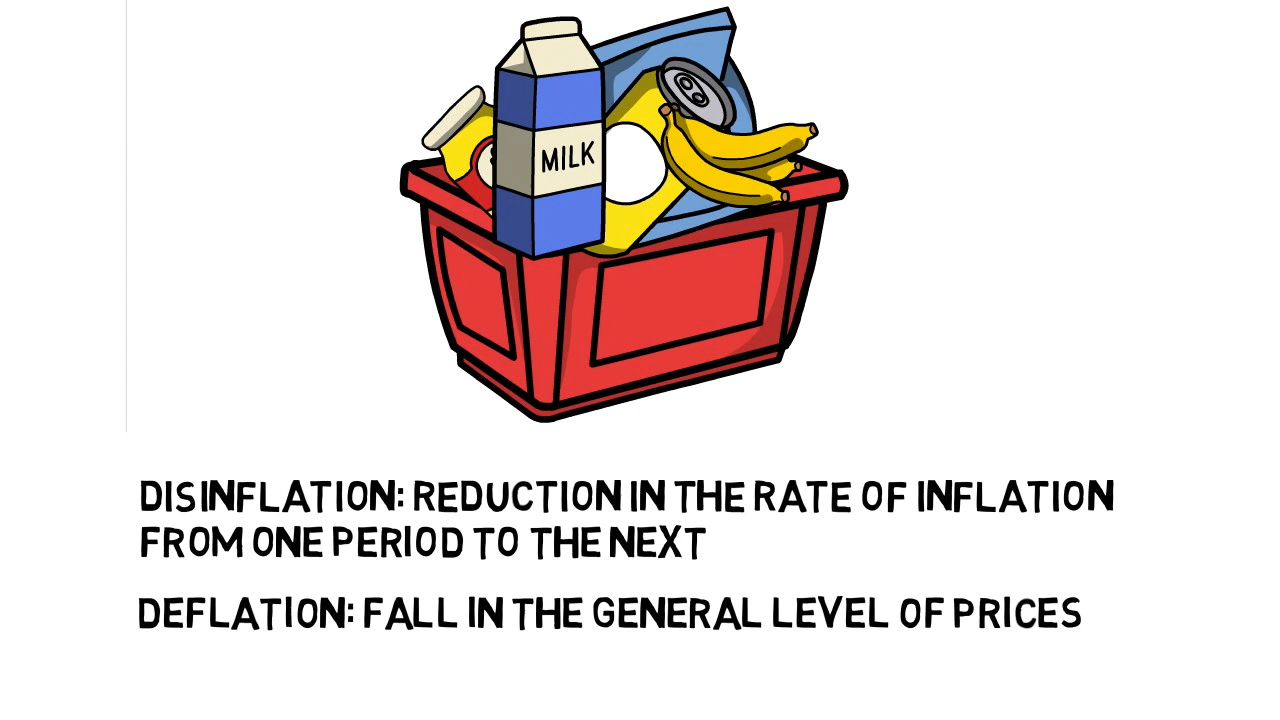 MILK
DISINFLATION: REDUCTION IN THE RATE OF INFLATION
FROM ONE PERIOD TO THE NEXT
DEFLATION: FALL IN THE GENERAL LEVEL OF PRICES